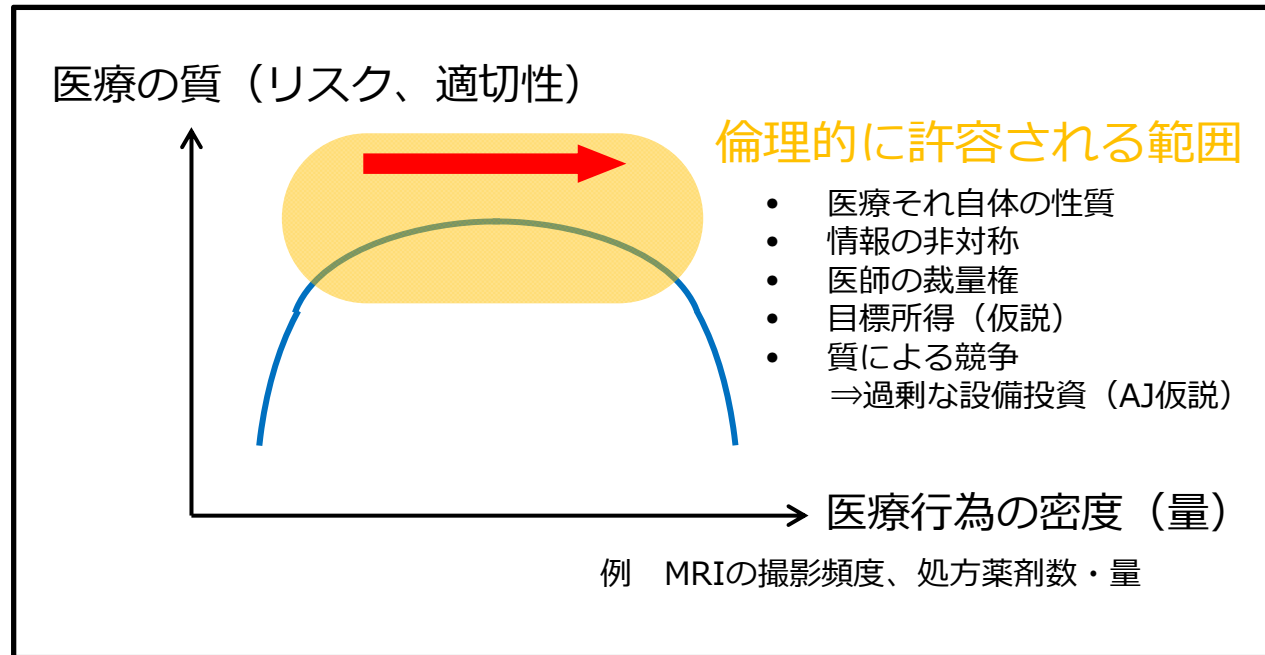 医療の質（リスク、適切性）
倫理的に許容される範囲
• 医療それ自体の性質
• 情報の非対称
• 医師の裁量権
• 目標所得（仮説）
• 質による競争
⇒過剰な設備投資（AJ仮説）
医療行為の密度（量）
例　MRIの撮影頻度、処方薬剤数・量